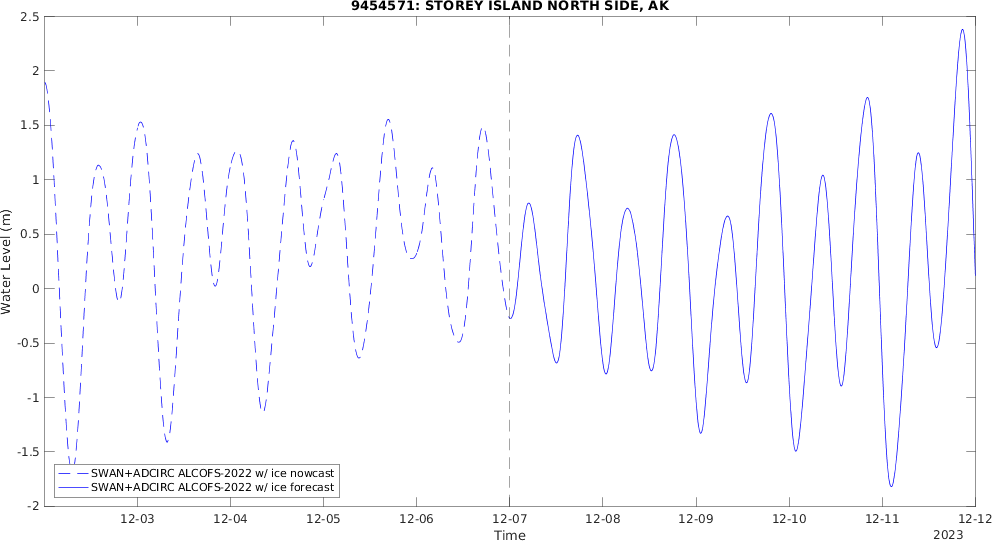 9454571: STOREY ISLAND NORTH SIDE, AK
2.5
2
1.5
1
0.5
0
-0.5
-1
-1.5
-2
Water Level (m)
SWAN+ADCIRC ALCOFS-2022 w/ ice nowcast
SWAN+ADCIRC ALCOFS-2022 w/ ice forecast
12-03 12-04 12-05 12-06 12-07 12-08 12-09 12-10 12-11 12-12
Time
2023